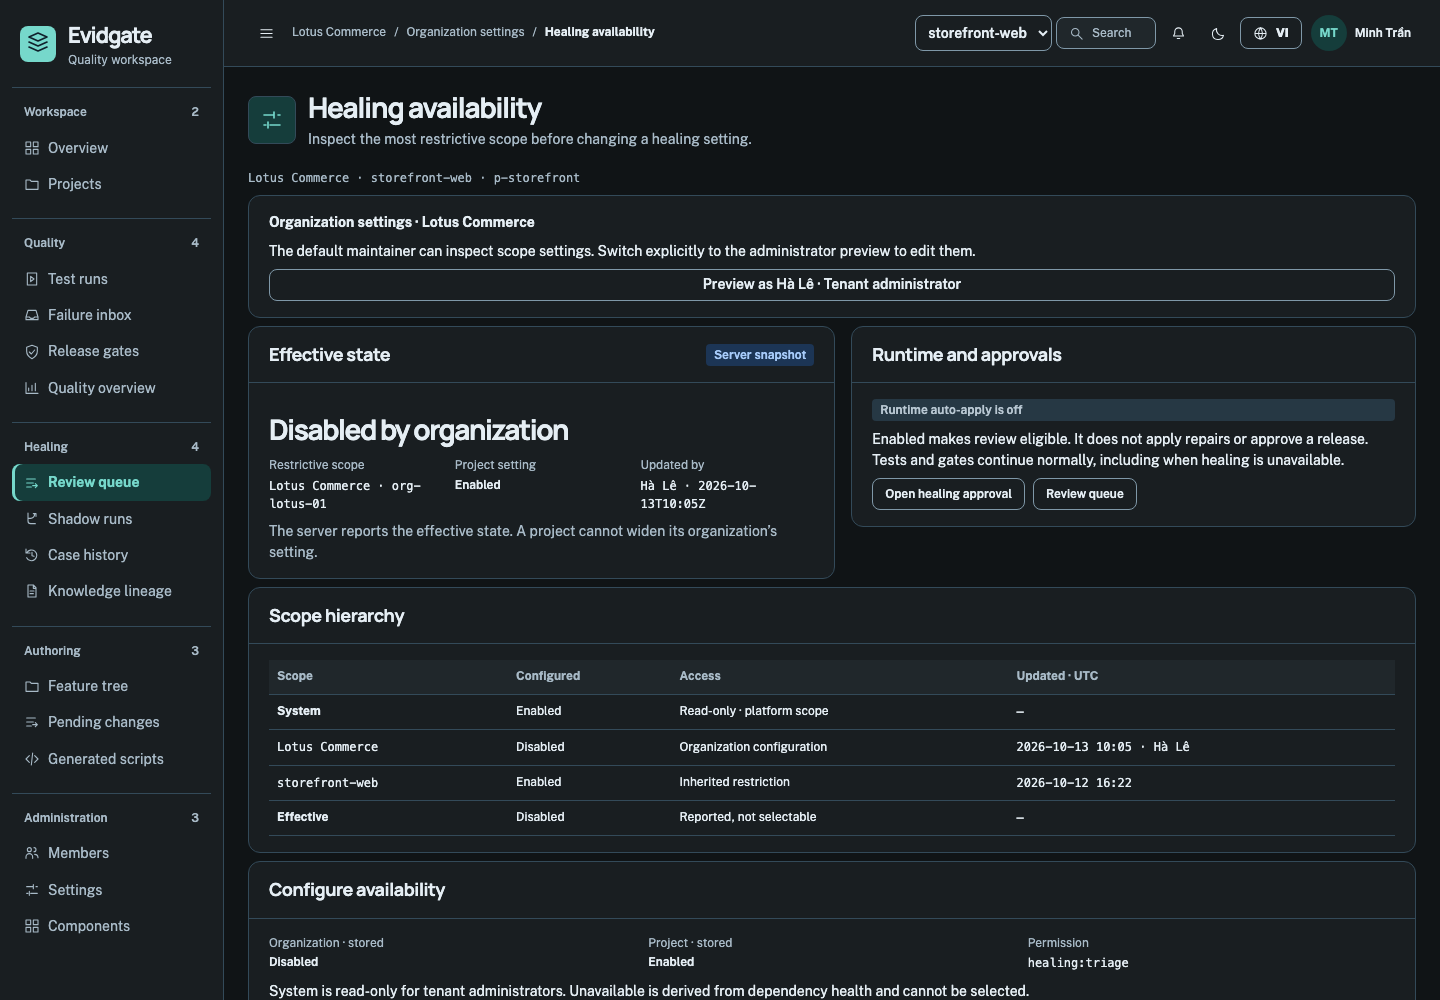 Evidgate
Quality workspace
Workspace 2
Overview
Projects
Quality 4
Test runs
Failure inbox
Release gates
Quality overview
Healing 4
Review queue
Shadow runs
Case history
Knowledge lineage
Authoring 3
Feature tree
Pending changes
Generated scripts
Administration 3
Members
Settings
Components
Lotus Commerce / Organization settings / Healing availability
storefront-web
Search
VI
MT
Minh Trần
Healing availability
Inspect the most restrictive scope before changing a healing setting.
Lotus Commerce · storefront-web · p-storefront
Organization settings · Lotus Commerce
The default maintainer can inspect scope settings. Switch explicitly to the administrator preview to edit them.
Preview as Hà Lê · Tenant administrator
Effective state
Server snapshot
Disabled by organization
Restrictive scope
Lotus Commerce · org-
lotus-01
Project setting
Enabled
Updated by
Hà Lê · 2026-10-
13T10:05Z
The server reports the effective state. A project cannot widen its organization's
setting.
Runtime and approvals
Runtime auto-apply is off
Enabled makes review eligible. It does not apply repairs or approve a release.
Tests and gates continue normally, including when healing is unavailable.
Open healing approval
Review queue
Scope hierarchy
Scope Configured Access Updated · UTC
System Enabled Read-only · platform scope —
Lotus Commerce Disabled Organization configuration 2026-10-13 10:05 · Hà Lê
storefront-web Enabled Inherited restriction 2026-10-12 16:22
Effective Disabled Reported, not selectable —
Configure availability
Organization · stored
Disabled
Project · stored
Enabled
Permission
healing:triage
System is read-only for tenant administrators. Unavailable is derived from dependency health and cannot be selected.